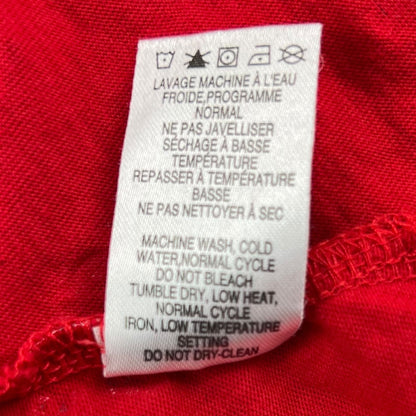 LAVAGE MACHINE À L'EAU
FROIDE,PROGRAMME
NORMAL
NE PAS JAVELLISER
SÉCHAGE À BASSE
TEMPÉRATURE
REPASSER À TEMPÉRATURE
BASSE
NE PAS NETTOYER À SEC
MACHINE WASH, COLD
WATER,NORMAL CYCLE
DO NOT BLEACH
TUMBLE DRY, LOW HEAT,
NORMAL CYCLE
IRON, LOW TEMPERATURE
SETTING
DO NOT DRY-CLEAN